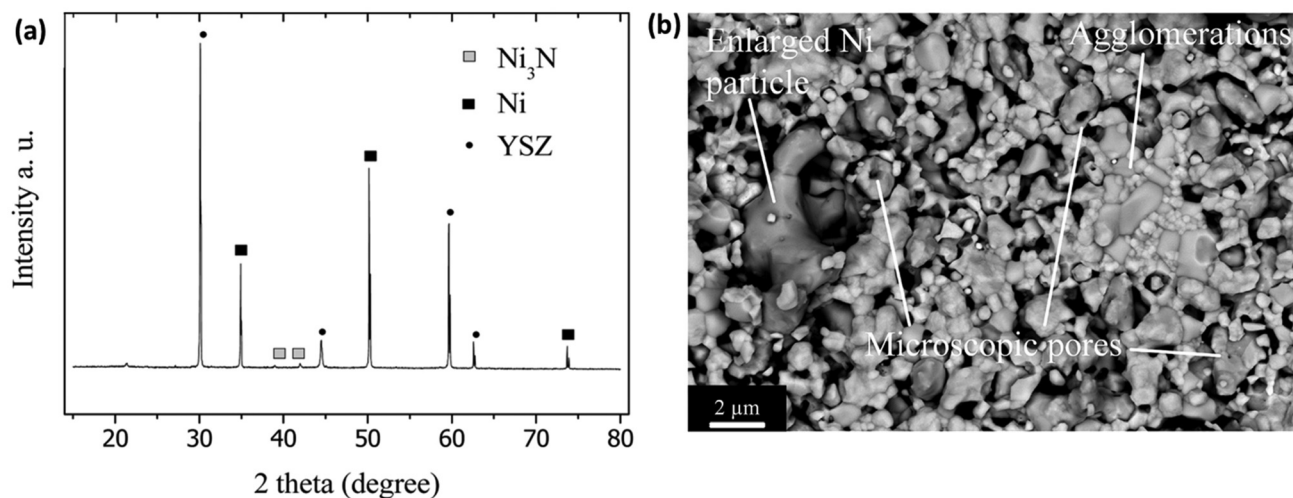 (a)
Intensity a. u.
Ni₃N
Ni
YSZ
20 30 40 50 60 70 80
2 theta (degree)
(b)
Enlarged Ni
particle
Agglomerations
Microscopic pores
2 µm